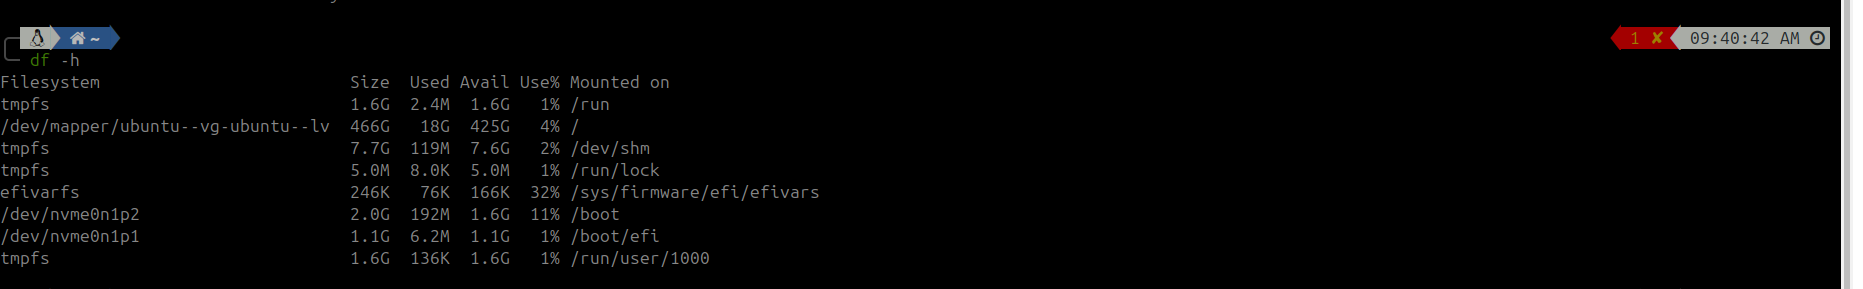 ~ 1 ✘ 09:40:42 AM
df -h
Filesystem Size Used Avail Use% Mounted on
tmpfs 1.6G 2.4M 1.6G 1% /run
/dev/mapper/ubuntu--vg-ubuntu--lv 466G 18G 425G 4% /
tmpfs 7.7G 119M 7.6G 2% /dev/shm
tmpfs 5.0M 8.0K 5.0M 1% /run/lock
efivarfs 246K 76K 166K 32% /sys/firmware/efi/efivars
/dev/nvme0n1p2 2.0G 192M 1.6G 11% /boot
/dev/nvme0n1p1 1.1G 6.2M 1.1G 1% /boot/efi
tmpfs 1.6G 136K 1.6G 1% /run/user/1000